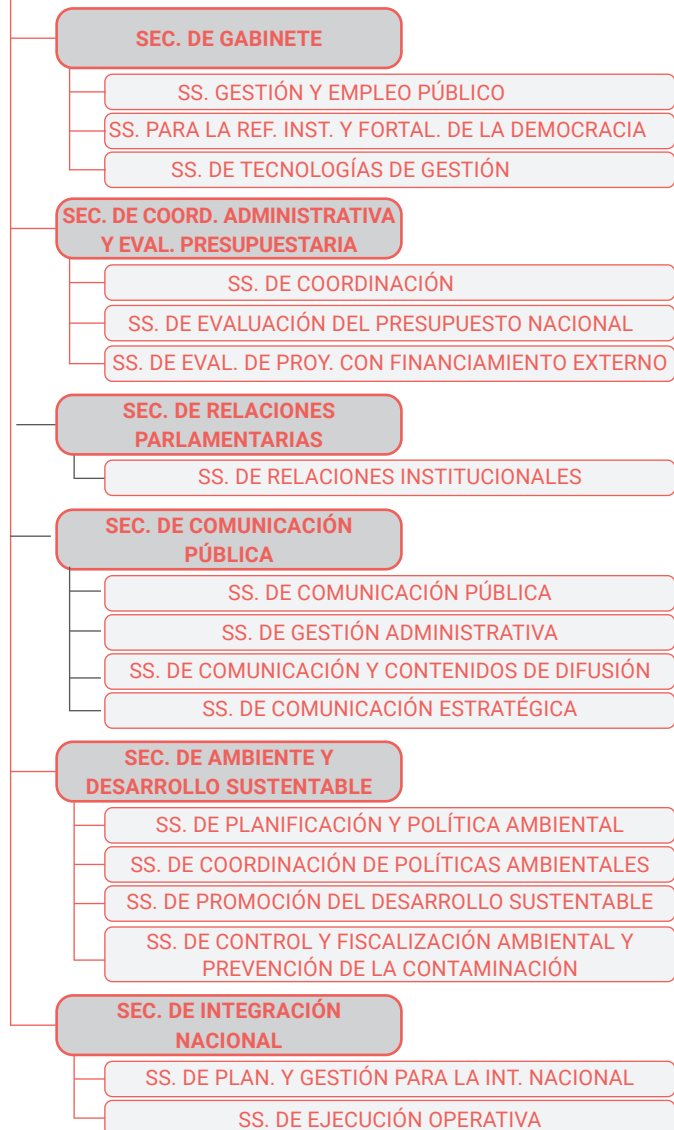 SEC. DE GABINETE
SS. GESTIÓN Y EMPLEO PÚBLICO
SS. PARA LA REF. INST. Y FORTAL. DE LA DEMOCRACIA
SS. DE TECNOLOGÍAS DE GESTIÓN
SEC. DE COORD. ADMINISTRATIVA
Y EVAL. PRESUPUESTARIA
SS. DE COORDINACIÓN
SS. DE EVALUACIÓN DEL PRESUPUESTO NACIONAL
SS. DE EVAL. DE PROY. CON FINANCIAMIENTO EXTERNO
SEC. DE RELACIONES
PARLAMENTARIAS
SS. DE RELACIONES INSTITUCIONALES
SEC. DE COMUNICACIÓN
PÚBLICA
SS. DE COMUNICACIÓN PÚBLICA
SS. DE GESTIÓN ADMINISTRATIVA
SS. DE COMUNICACIÓN Y CONTENIDOS DE DIFUSIÓN
SS. DE COMUNICACIÓN ESTRATÉGICA
SEC. DE AMBIENTE Y
DESARROLLO SUSTENTABLE
SS. DE PLANIFICACIÓN Y POLÍTICA AMBIENTAL
SS. DE COORDINACIÓN DE POLÍTICAS AMBIENTALES
SS. DE PROMOCIÓN DEL DESARROLLO SUSTENTABLE
SS. DE CONTROL Y FISCALIZACIÓN AMBIENTAL Y
PREVENCIÓN DE LA CONTAMINACIÓN
SEC. DE INTEGRACIÓN
NACIONAL
SS. DE PLAN. Y GESTIÓN PARA LA INT. NACIONAL
SS. DE EJECUCIÓN OPERATIVA